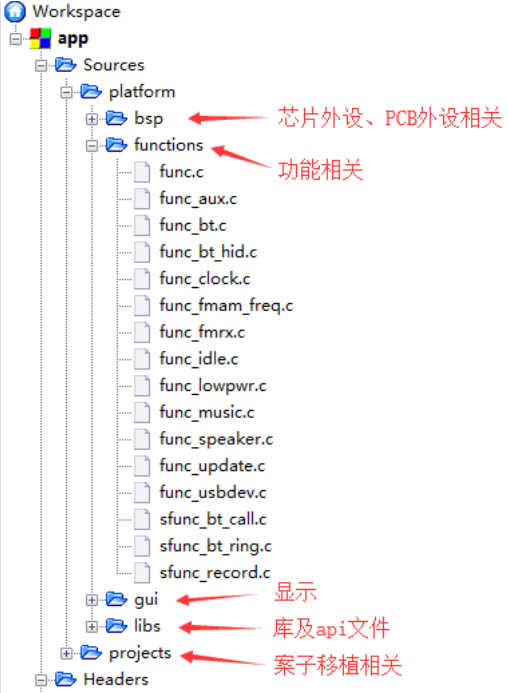 Workspace
app
Sources
platform
bsp
芯片外设、PCB外设相关
functions
功能相关
func.c
func_aux.c
func_bt.c
func_bt_hid.c
func_clock.c
func_fmam_freq.c
func_fmrx.c
func_idle.c
func_lowpwr.c
func_music.c
func_speaker.c
func_update.c
func_usbdev.c
sfunc_bt_call.c
sfunc_bt_ring.c
sfunc_record.c
gui
显示
libs
库及api文件
projects
案子移植相关
Headers